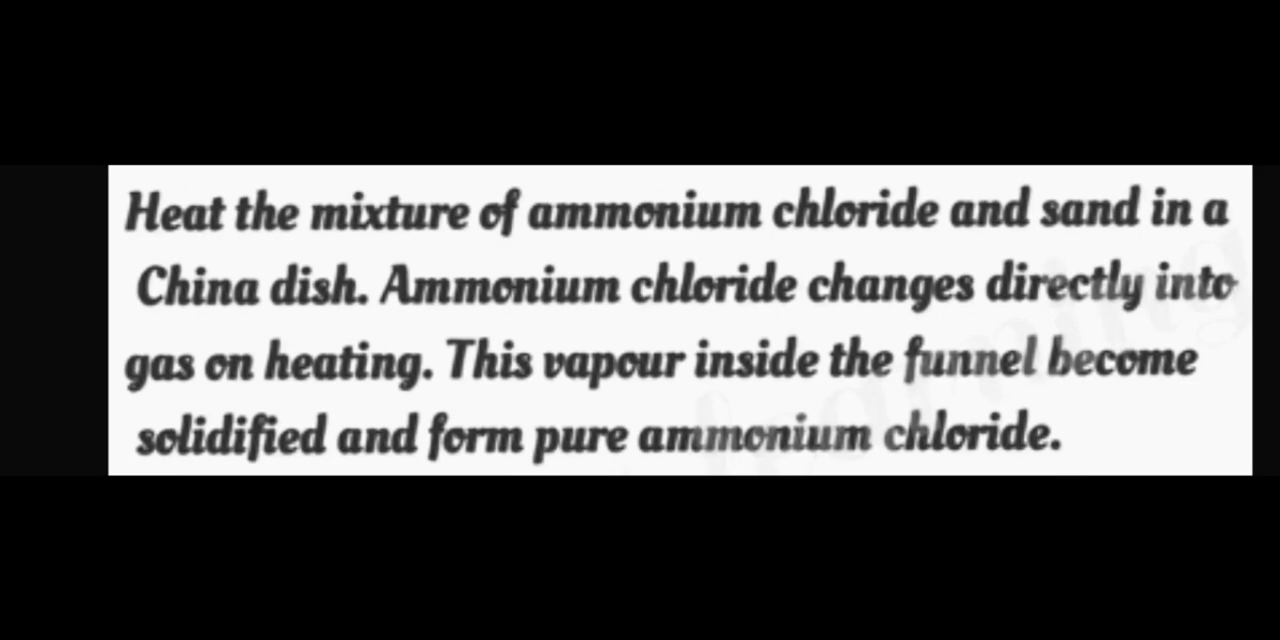 Heat the mixture of ammonium chloride and sand in a
China dish. Ammonium chloride changes directly into
gas on heating. This vapour inside the funnel become
solidified and form pure ammonium chloride.